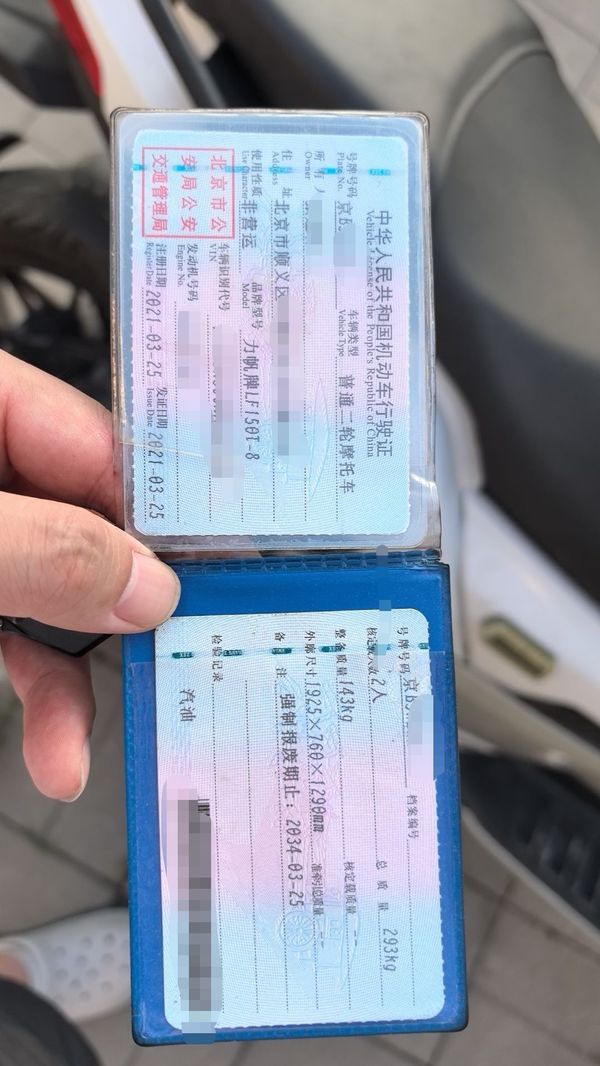 中华人民共和国机动车行驶证
Vehicle License of the People's Republic of China
号牌号码 京B 车辆类型 普通二轮摩托车
Plate No. Vehicle Type
所有人
Owner
住址 北京市顺义区
Address
使用性质 非营运 品牌型号 力帆牌LF150T-8
Use Character Model
北京市公
安局公安
交通管理局
车辆识别代号
VIN
发动机号码
Engine No.
注册日期 2021-03-25 发证日期 2021-03-25
Register Date Issue Date
号牌号码 京B 档案编号
核定载人数 2人 总质量 293kg
整备质量 143kg 核定载质量 --
外廓尺寸 1925×760×1290mm 准牵引总质量 --
备注 强制报废期止：2034-03-25
检验记录
汽油